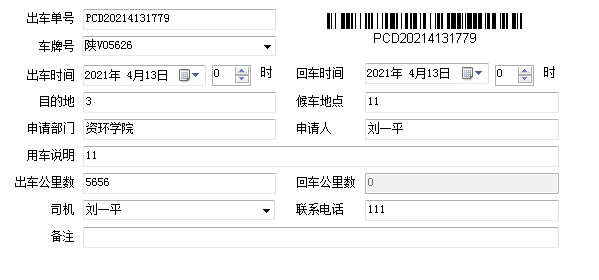 出车单号 PCD20214131779
PCD20214131779
车牌号 陕V05626
出车时间 2021年 4月13日 0 时 回车时间 2021年 4月13日 0 时
目的地 3 候车地点 11
申请部门 资环学院 申请人 刘一平
用车说明 11
出车公里数 5656 回车公里数 0
司机 刘一平 联系电话 111
备注